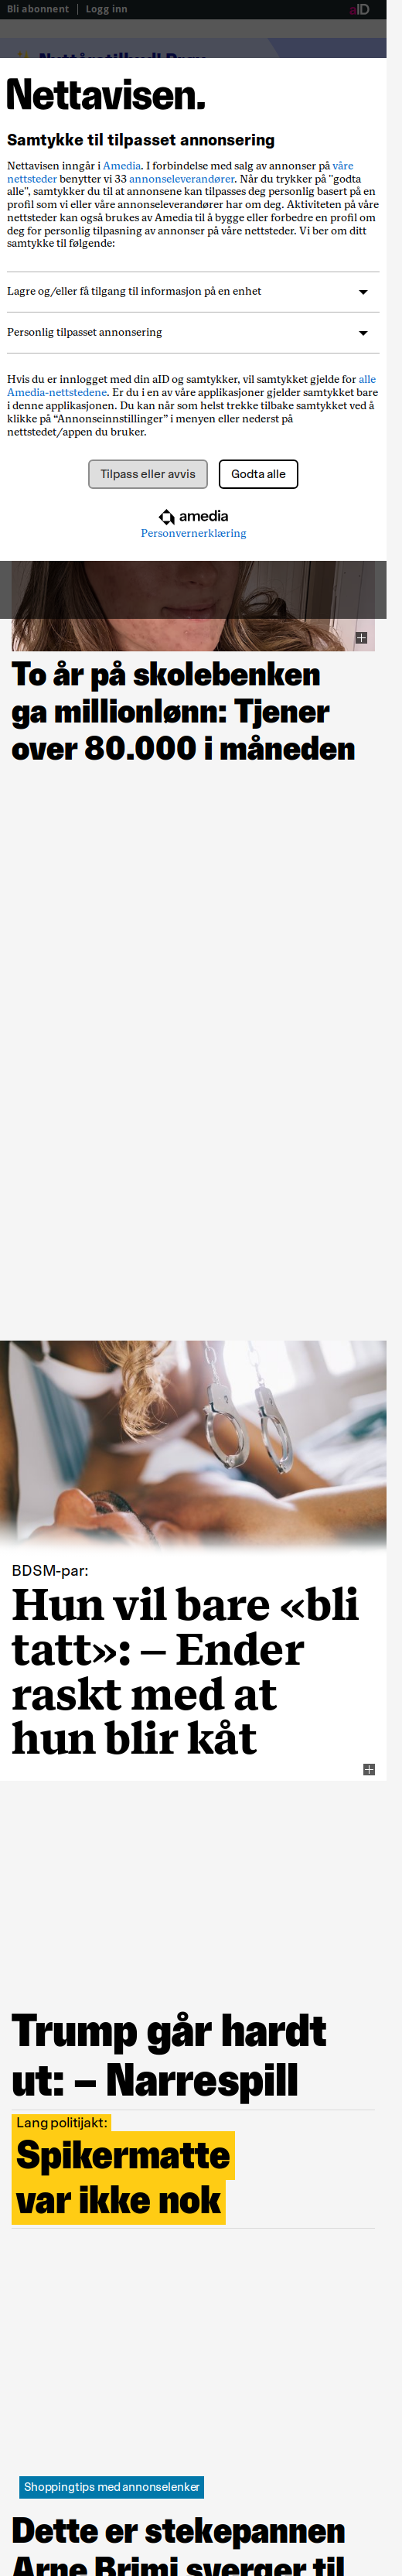 Bli abonnent | Logg inn
aID
Nettavisen.
Samtykke til tilpasset annonsering
Nettavisen inngår i Amedia. I forbindelse med salg av annonser på våre
nettsteder benytter vi 33 annonseleverandører. Når du trykker på "godta
alle", samtykker du til at annonsene kan tilpasses deg personlig basert på en
profil som vi eller våre annonseleverandører har om deg. Aktiviteten på våre
nettsteder kan også brukes av Amedia til å bygge eller forbedre en profil om
deg for personlig tilpasning av annonser på våre nettsteder. Vi ber om ditt
samtykke til følgende:
Lagre og/eller få tilgang til informasjon på en enhet
Personlig tilpasset annonsering
Hvis du er innlogget med din aID og samtykker, vil samtykket gjelde for alle
Amedia-nettstedene. Er du i en av våre applikasjoner gjelder samtykket bare
i denne applikasjonen. Du kan når som helst trekke tilbake samtykket ved å
klikke på “Annonseinnstillinger” i menyen eller nederst på
nettstedet/appen du bruker.
Tilpass eller avvis
Godta alle
amedia
Personvernerklæring
To år på skolebenken
ga millionlønn: Tjener
over 80.000 i måneden
BDSM-par:
Hun vil bare «bli
tatt»: – Ender
raskt med at
hun blir kåt
Trump går hardt
ut: – Narrespill
Lang politijakt:
Spikermatte
var ikke nok
Shoppingtips med annonselenker
Dette er stekepannen
Arne Brimi sverger til